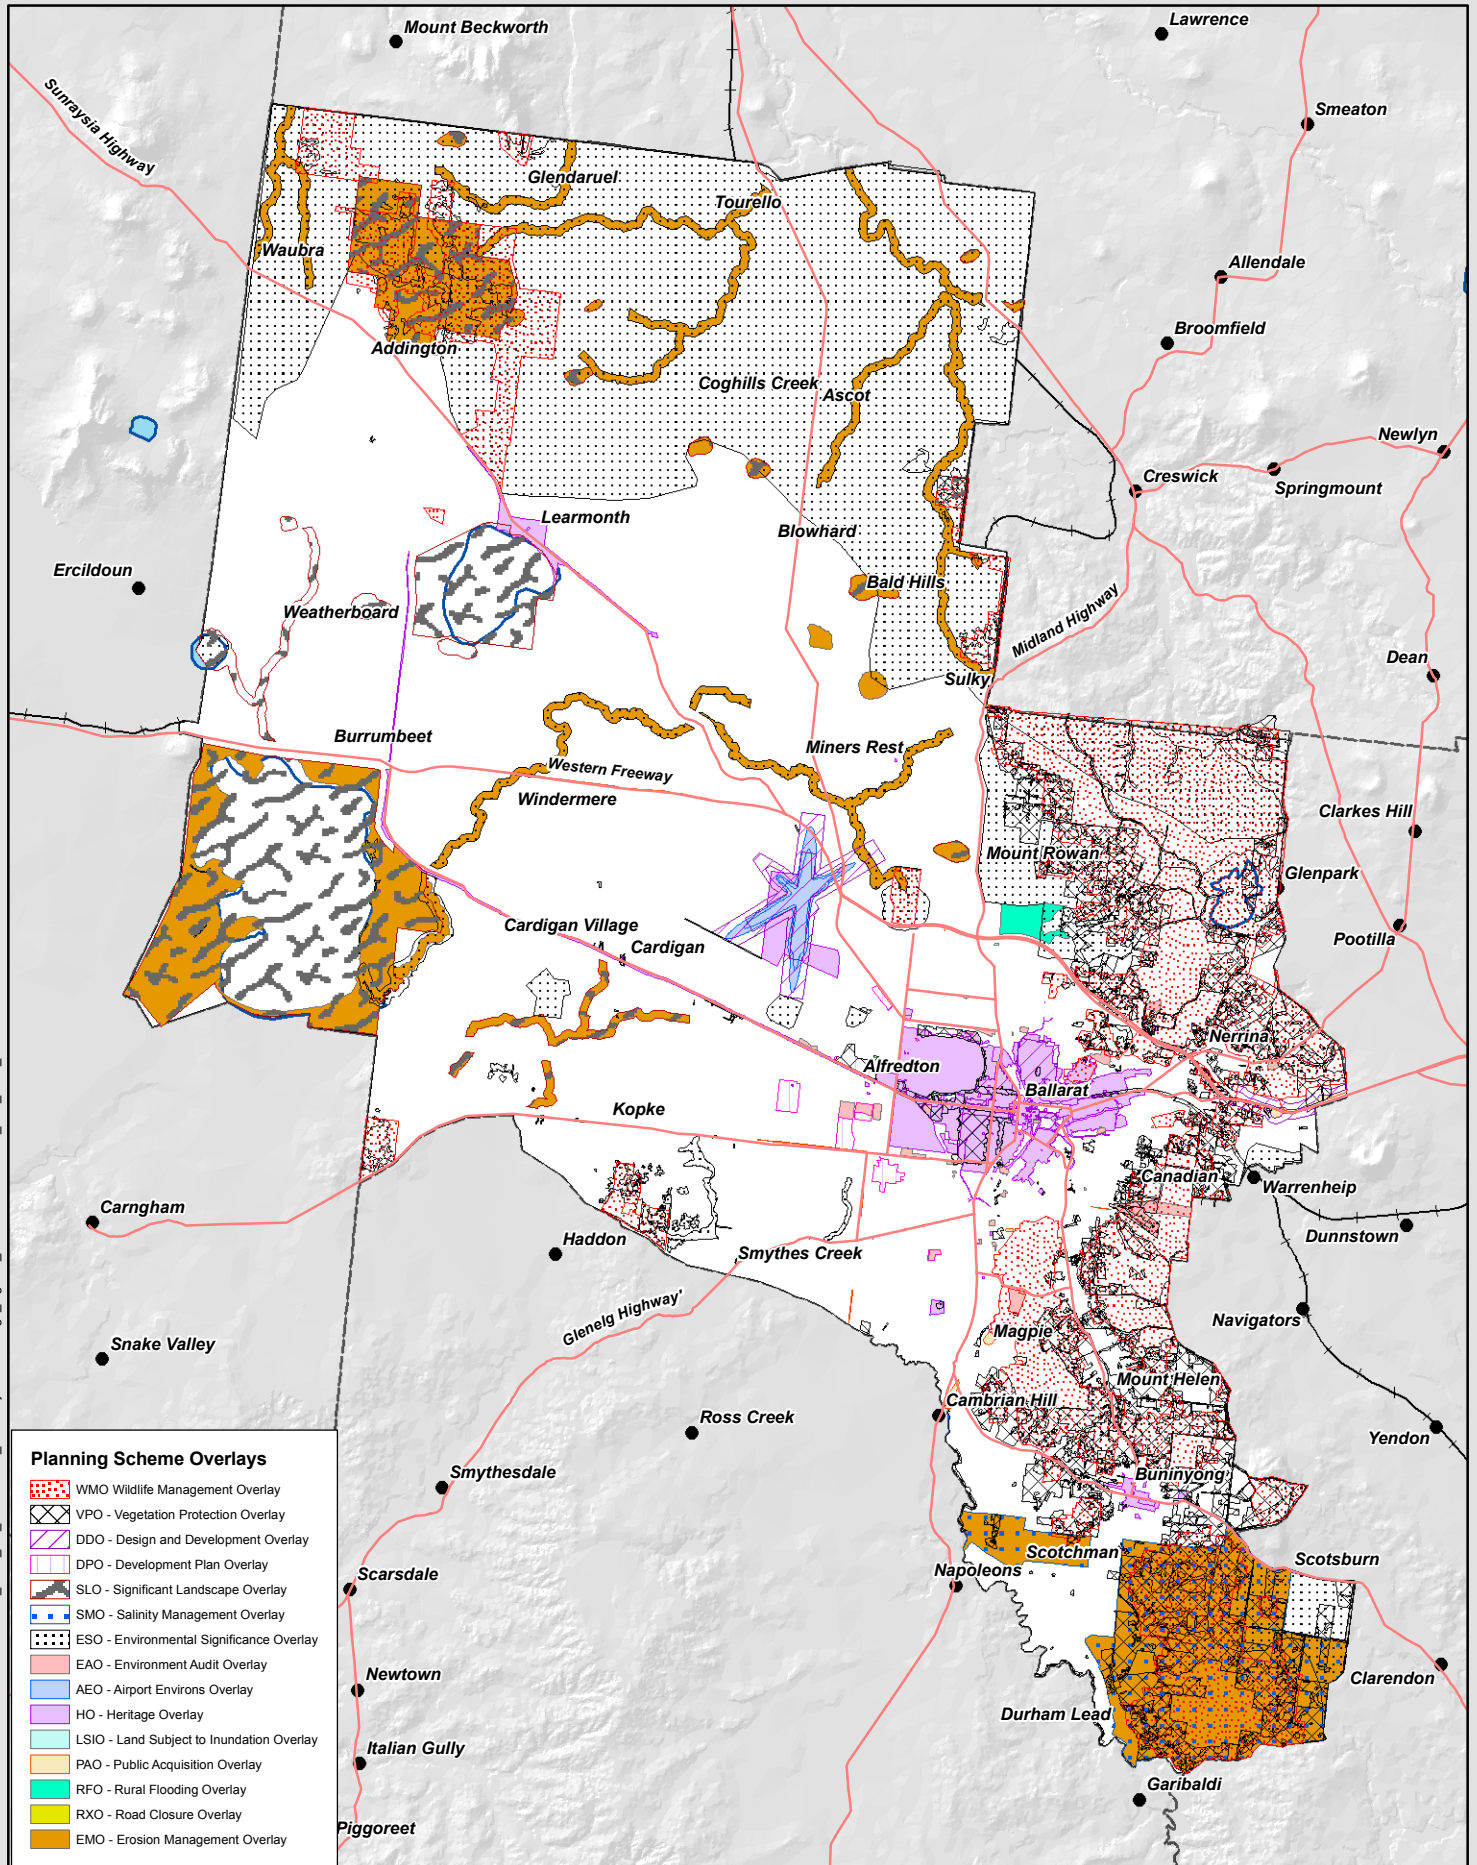 Mount Beckworth
Lawrence
Sunraysia Highway
Smeaton
Glendaruel
Tourello
Waubra
Allendale
Broomfield
Addington
Coghills Creek
Ascot
Newlyn
Creswick
Springmount
Learmonth
Blowhard
Ercildoun
Bald Hills
Weatherboard
Midland Highway
Dean
Sulky
Burrumbeet
Miners Rest
Western Freeway
Windermere
Clarkes Hill
Mount Rowan
Glenpark
Cardigan Village
Cardigan
Pootilla
Nerrina
Alfredton
Ballarat
Kopke
Canadian
Warrenheip
Carngham
Dunnstown
Haddon
Smythes Creek
Navigators
Glenelg Highway'
Magpie
Snake Valley
Mount Helen
Cambrian Hill
Ross Creek
Yendon
Buninyong
Smythesdale
Scotchman
Scotsburn
Napoleons
Scarsdale
Newtown
Clarendon
Durham Lead
Italian Gully
Garibaldi
Piggoreet
Planning Scheme Overlays
WMO Wildlife Management Overlay
VPO - Vegetation Protection Overlay
DDO - Design and Development Overlay
DPO - Development Plan Overlay
SLO - Significant Landscape Overlay
SMO - Salinity Management Overlay
ESO - Environmental Significance Overlay
EAO - Environment Audit Overlay
AEO - Airport Environs Overlay
HO - Heritage Overlay
LSIO - Land Subject to Inundation Overlay
PAO - Public Acquisition Overlay
RFO - Rural Flooding Overlay
RXO - Road Closure Overlay
EMO - Erosion Management Overlay